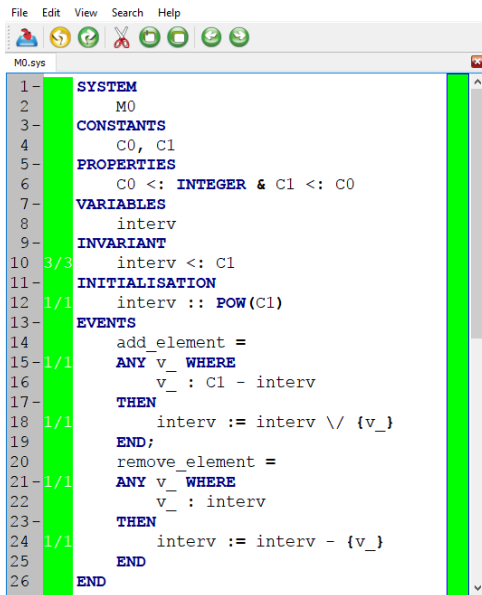 File Edit View Search Help
M0.sys
1 SYSTEM
2 M0
3 CONSTANTS
4 C0, C1
5 PROPERTIES
6 C0 <: INTEGER & C1 <: C0
7 VARIABLES
8 interv
9 INVARIANT
10 3/3 interv <: C1
11 INITIALISATION
12 1/1 interv :: POW(C1)
13 EVENTS
14 add_element =
15 1/1 ANY v_ WHERE
16 v_ : C1 - interv
17 THEN
18 1/1 interv := interv \/ {v_}
19 END;
20 remove_element =
21 1/1 ANY v_ WHERE
22 v_ : interv
23 THEN
24 1/1 interv := interv - {v_}
25 END
26 END